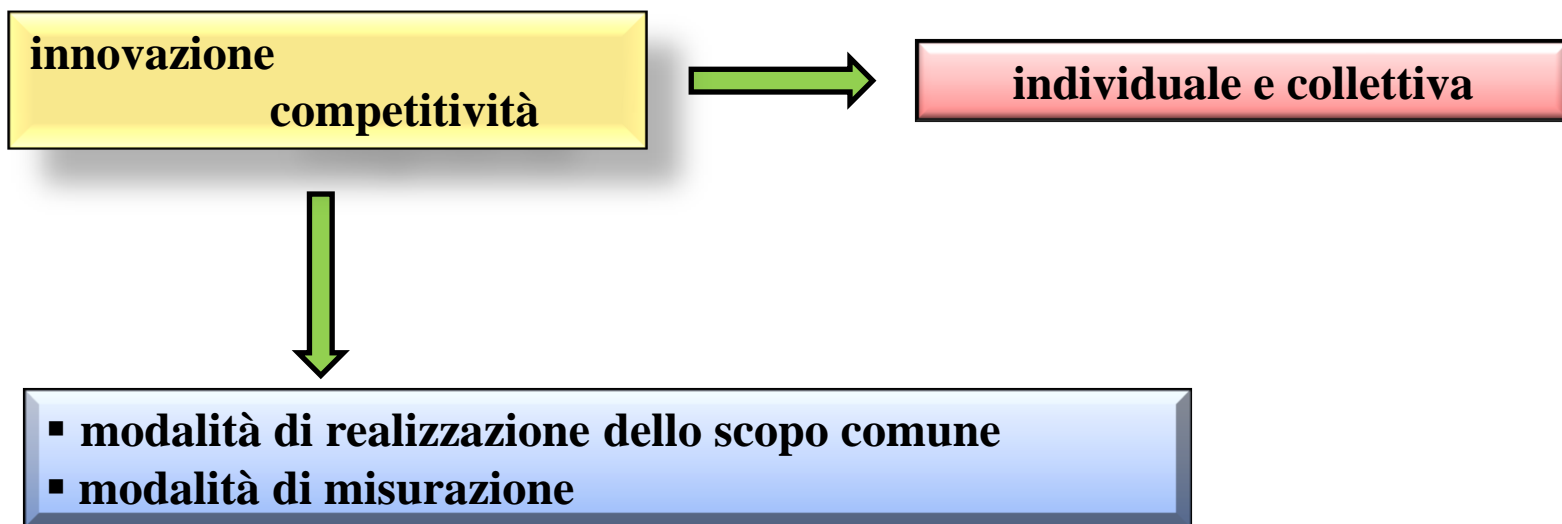 innovazione
competitività
individuale e collettiva
▪ modalità di realizzazione dello scopo comune
▪ modalità di misurazione